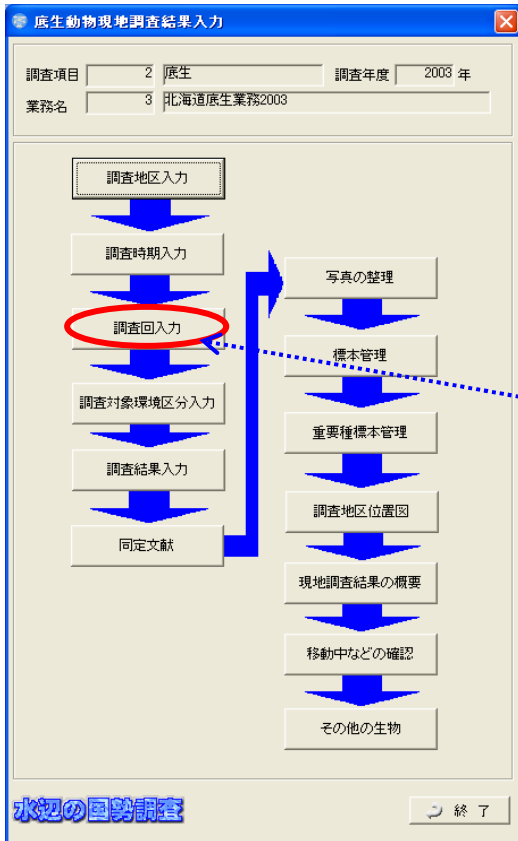 底生動物現地調査結果入力
調査項目 2 底生 調査年度 2003 年
業務名 3 北海道底生業務2003
調査地区入力
調査時期入力
調査回入力
調査対象環境区分入力
調査結果入力
同定文献
写真の整理
標本管理
重要種標本管理
調査地区位置図
現地調査結果の概要
移動中などの確認
その他の生物
水辺の国勢調査
終 了